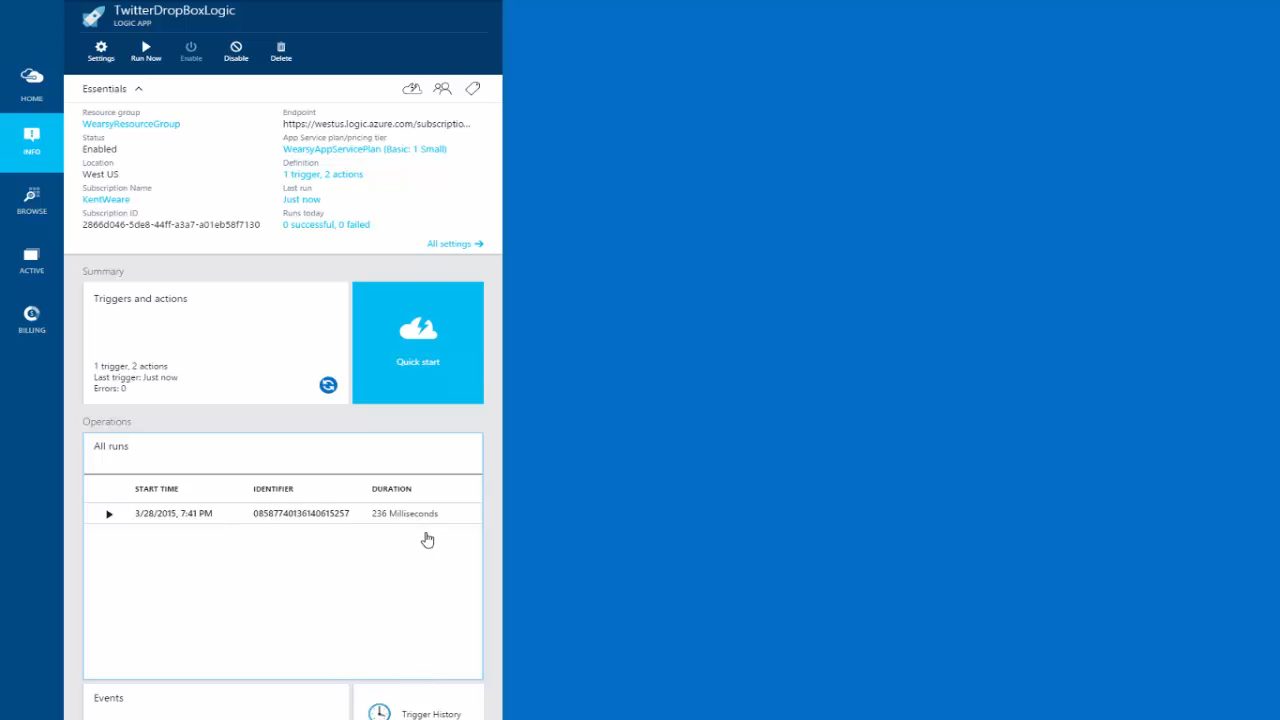 TwitterDropBoxLogic
LOGIC APP
Settings
Run Now
Enable
Disable
Delete
HOME
INFO
BROWSE
ACTIVE
BILLING
Essentials
Resource group
WearsyResourceGroup
Status
Enabled
Location
West US
Subscription Name
KentWeare
Subscription ID
2866d046-5de8-44ff-a3a7-a01eb58f7130
Endpoint
https://westus.logic.azure.com/subscriptio...
App Service plan/pricing tier
WearsyAppServicePlan (Basic: 1 Small)
Definition
1 trigger, 2 actions
Last run
Just now
Runs today
0 successful, 0 failed
All settings
Summary
Triggers and actions
1 trigger, 2 actions
Last trigger: Just now
Errors: 0
Quick start
Operations
All runs
START TIME IDENTIFIER DURATION
3/28/2015, 7:41 PM 08587740136140615257 236 Milliseconds
Events
Trigger History